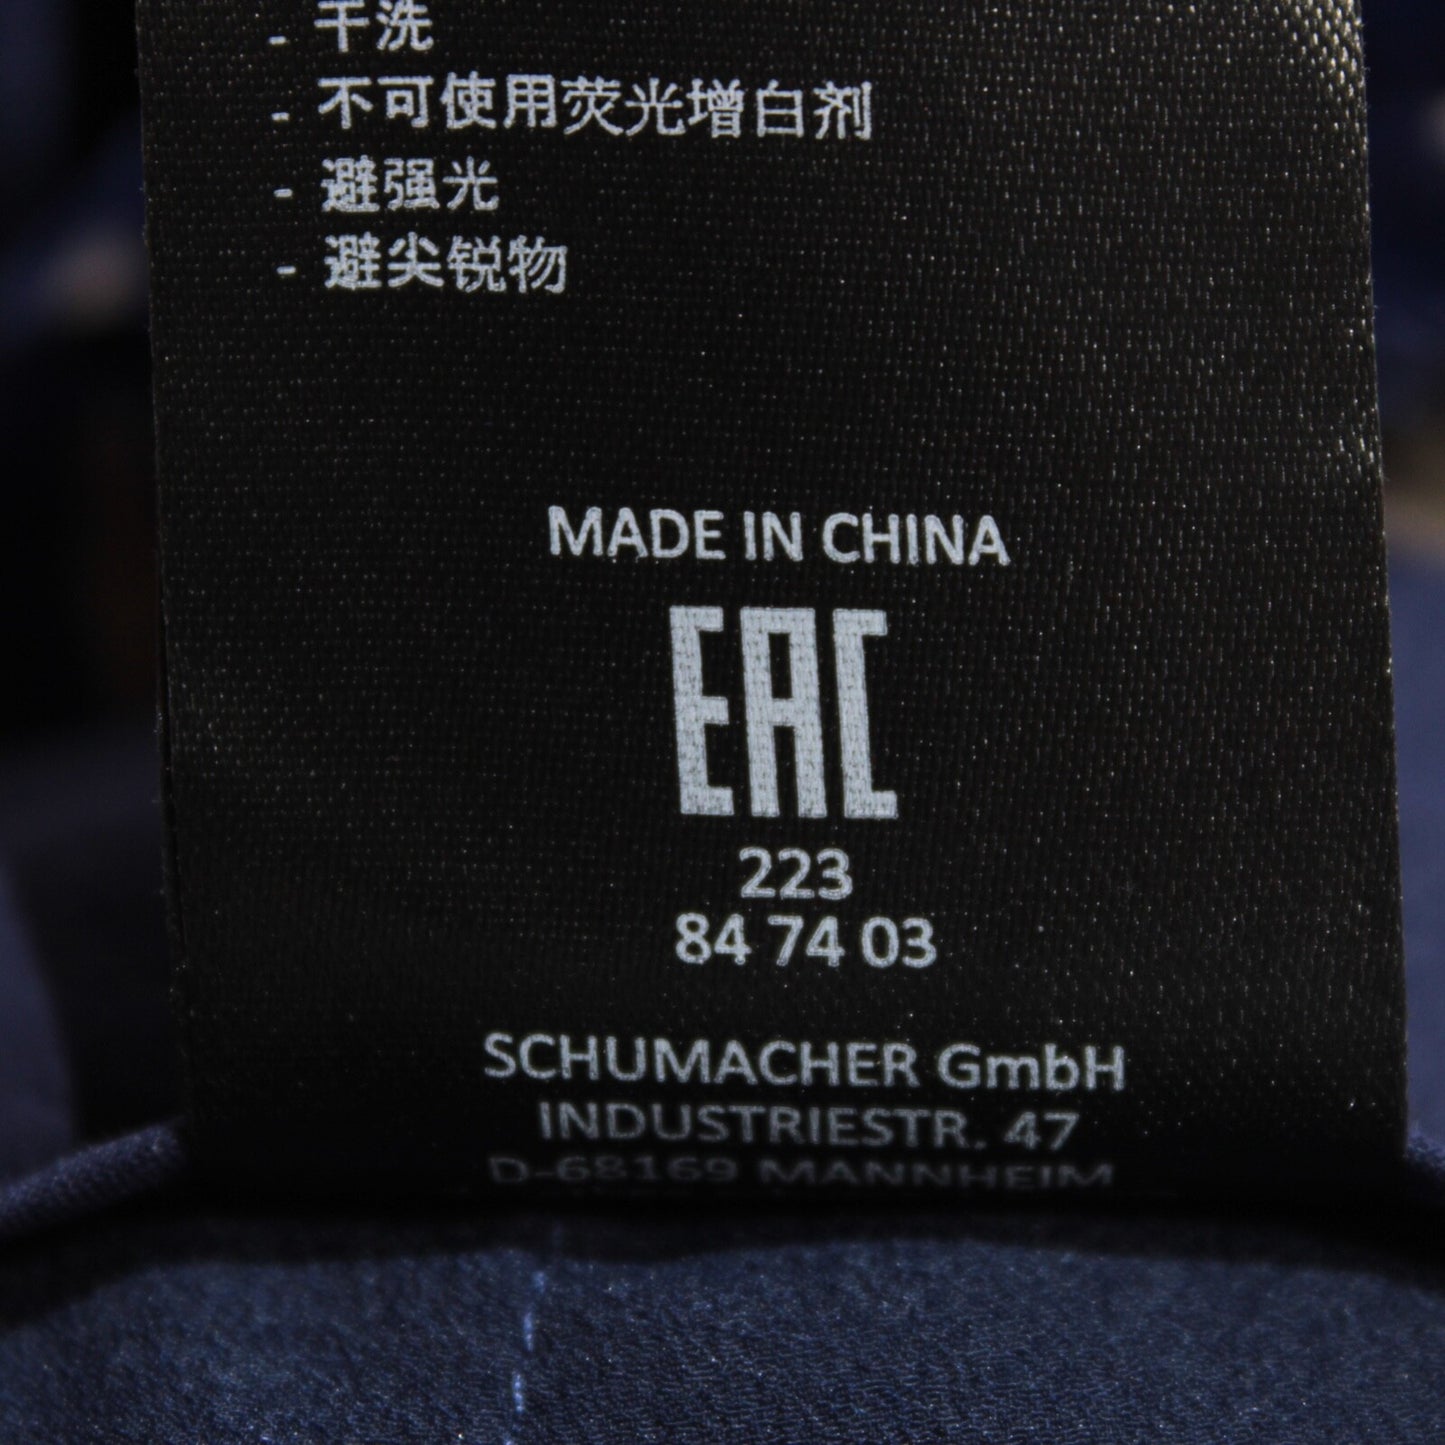 - 干洗
- 不可使用荧光增白剂
- 避强光
- 避尖锐物
MADE IN CHINA
EAC
223
84 74 03
SCHUMACHER GmbH
INDUSTRIESTR. 47
D-68169 MANNHEIM